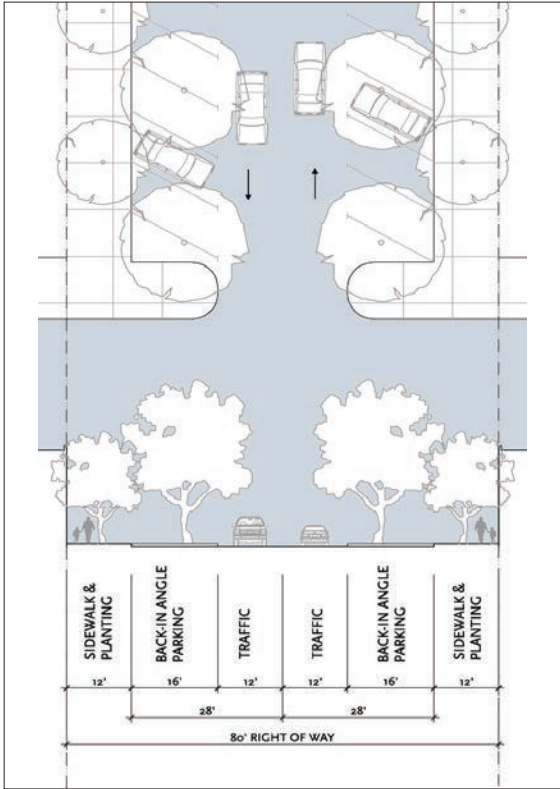 SIDEWALK &
PLANTING
BACK-IN ANGLE
PARKING
TRAFFIC
TRAFFIC
BACK-IN ANGLE
PARKING
SIDEWALK &
PLANTING
12' 16' 12' 12' 16' 12'
28' 28'
80' RIGHT OF WAY